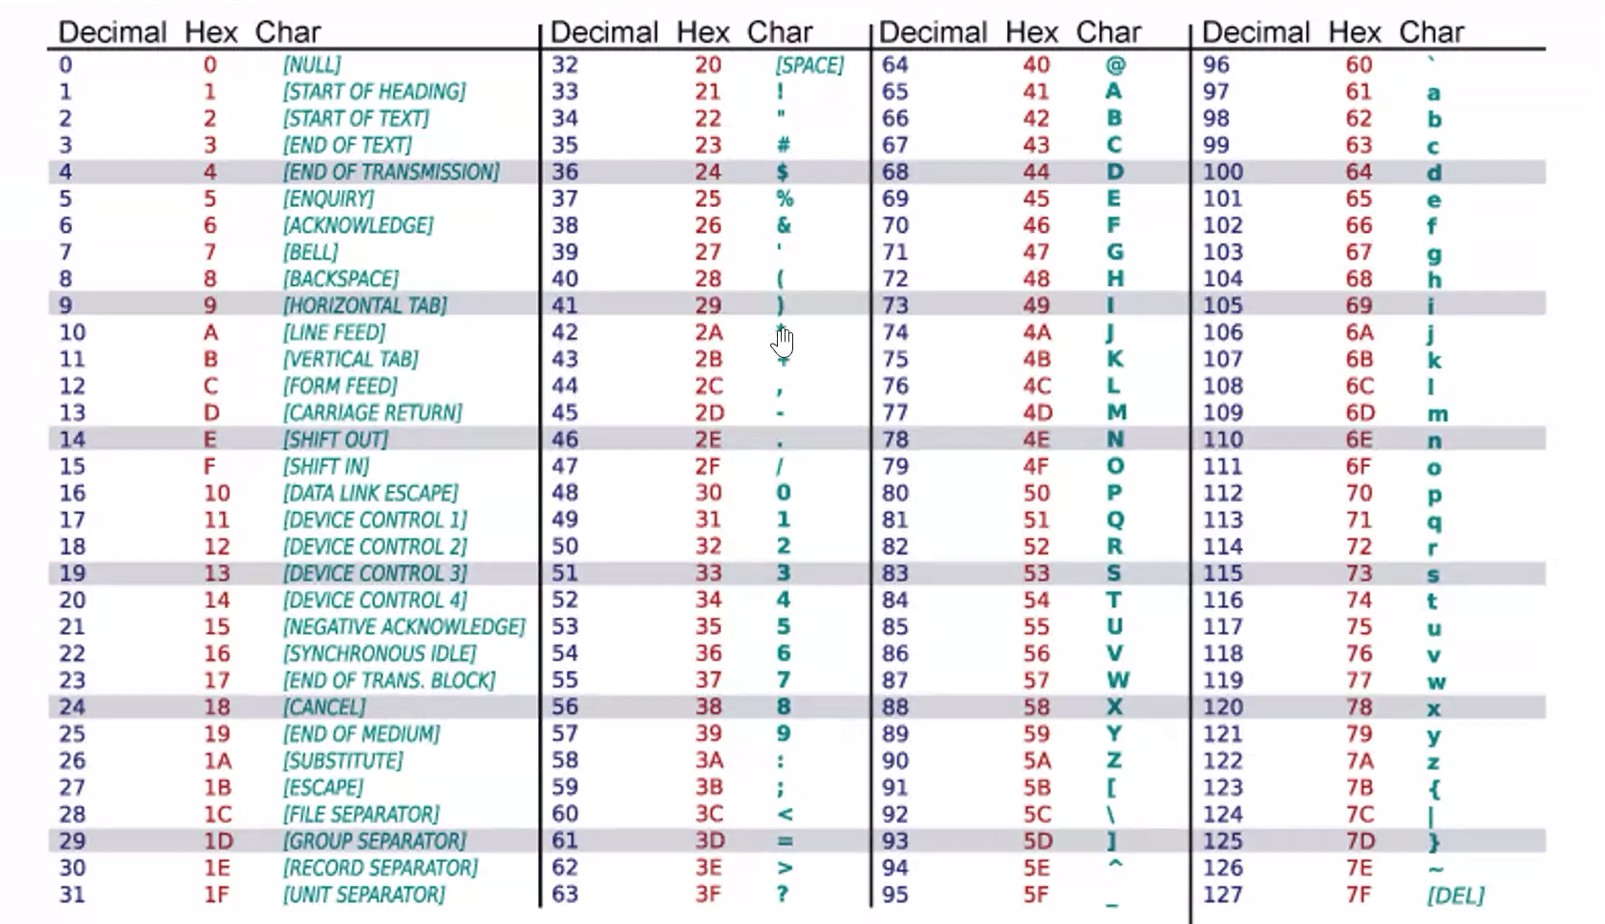 Decimal Hex Char Decimal Hex Char Decimal Hex Char Decimal Hex Char
0 0 [NULL] 32 20 [SPACE] 64 40 @ 96 60 `
1 1 [START OF HEADING] 33 21 ! 65 41 A 97 61 a
2 2 [START OF TEXT] 34 22 " 66 42 B 98 62 b
3 3 [END OF TEXT] 35 23 # 67 43 C 99 63 c
4 4 [END OF TRANSMISSION] 36 24 $ 68 44 D 100 64 d
5 5 [ENQUIRY] 37 25 % 69 45 E 101 65 e
6 6 [ACKNOWLEDGE] 38 26 & 70 46 F 102 66 f
7 7 [BELL] 39 27 ' 71 47 G 103 67 g
8 8 [BACKSPACE] 40 28 ( 72 48 H 104 68 h
9 9 [HORIZONTAL TAB] 41 29 ) 73 49 I 105 69 i
10 A [LINE FEED] 42 2A 74 4A J 106 6A j
11 B [VERTICAL TAB] 43 2B + 75 4B K 107 6B k
12 C [FORM FEED] 44 2C , 76 4C L 108 6C l
13 D [CARRIAGE RETURN] 45 2D - 77 4D M 109 6D m
14 E [SHIFT OUT] 46 2E . 78 4E N 110 6E n
15 F [SHIFT IN] 47 2F / 79 4F O 111 6F o
16 10 [DATA LINK ESCAPE] 48 30 0 80 50 P 112 70 p
17 11 [DEVICE CONTROL 1] 49 31 1 81 51 Q 113 71 q
18 12 [DEVICE CONTROL 2] 50 32 2 82 52 R 114 72 r
19 13 [DEVICE CONTROL 3] 51 33 3 83 53 S 115 73 s
20 14 [DEVICE CONTROL 4] 52 34 4 84 54 T 116 74 t
21 15 [NEGATIVE ACKNOWLEDGE] 53 35 5 85 55 U 117 75 u
22 16 [SYNCHRONOUS IDLE] 54 36 6 86 56 V 118 76 v
23 17 [END OF TRANS. BLOCK] 55 37 7 87 57 W 119 77 w
24 18 [CANCEL] 56 38 8 88 58 X 120 78 x
25 19 [END OF MEDIUM] 57 39 9 89 59 Y 121 79 y
26 1A [SUBSTITUTE] 58 3A : 90 5A Z 122 7A z
27 1B [ESCAPE] 59 3B ; 91 5B [ 123 7B {
28 1C [FILE SEPARATOR] 60 3C < 92 5C \ 124 7C |
29 1D [GROUP SEPARATOR] 61 3D = 93 5D ] 125 7D }
30 1E [RECORD SEPARATOR] 62 3E > 94 5E ^ 126 7E ~
31 1F [UNIT SEPARATOR] 63 3F ? 95 5F _ 127 7F [DEL]